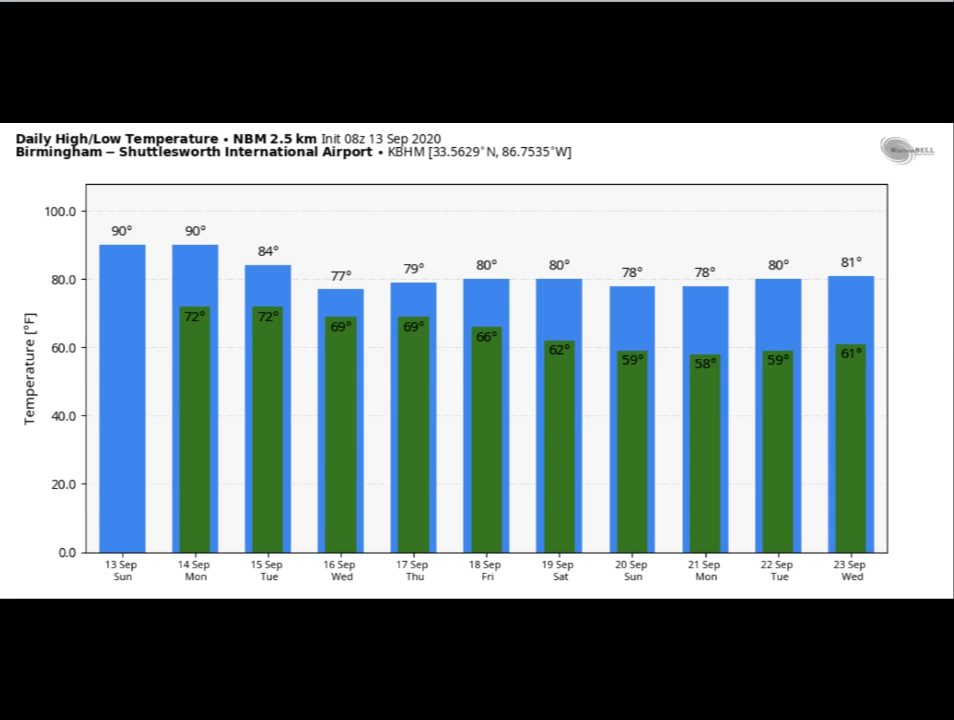 Daily High/Low Temperature • NBM 2.5 km Init 08z 13 Sep 2020
Birmingham – Shuttlesworth International Airport • KBHM [33.5629°N, 86.7535°W]
WeatherBELL
100.0
80.0
60.0
40.0
20.0
0.0
Temperature [°F]
90° 90° 84° 77° 79° 80° 80° 78° 78° 80° 81°
72° 72° 69° 69° 66° 62° 59° 58° 59° 61°
13 Sep 14 Sep 15 Sep 16 Sep 17 Sep 18 Sep 19 Sep 20 Sep 21 Sep 22 Sep 23 Sep
Sun Mon Tue Wed Thu Fri Sat Sun Mon Tue Wed